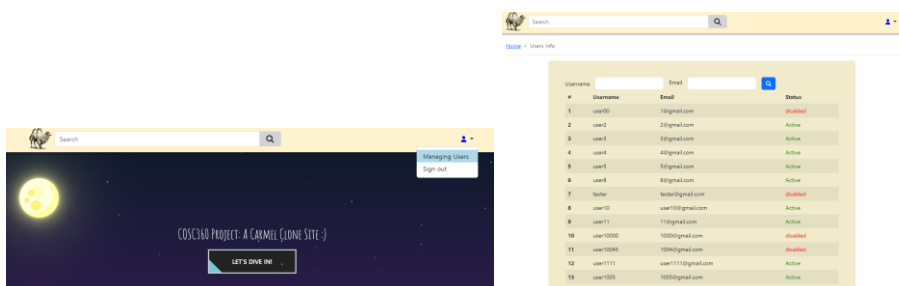 Search
Managing Users
Sign out
COSC360 Project: A Carmel Clone Site :)
LET'S DIVE IN!
Search
Home > Users Info
Username Email
# Username Email Status
1 user00 1@gmail.com disabled
2 user2 2@gmail.com Active
3 user3 3@gmail.com Active
4 user4 4@gmail.com Active
5 user5 5@gmail.com Active
6 user8 8@gmail.com Active
7 tester tester@gmail.com disabled
8 user10 user10@gmail.com Active
9 user11 11@gmail.com Active
10 user10000 1000@gmail.com disabled
11 user10045 1004@gmail.com disabled
12 user1111 user1111@gmail.com Active
13 user1005 1005@gmail.com Active